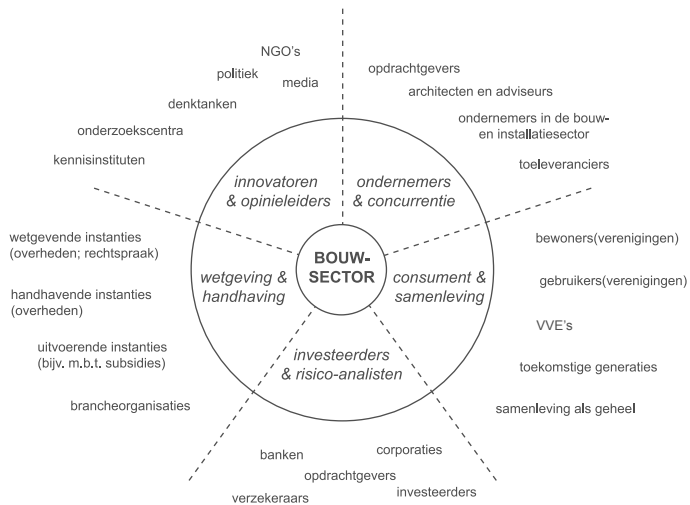 NGO's
politiek
media
denktanken
onderzoekscentra
kennisinstituten
opdrachtgevers
architecten en adviseurs
ondernemers in de bouw-
en installatiesector
toeleveranciers
innovatoren
& opinieleiders
ondernemers
& concurrentie
wetgevende instanties
(overheden; rechtspraak)
handhavende instanties
(overheden)
uitvoerende instanties
(bijv. m.b.t. subsidies)
brancheorganisaties
wetgeving &
handhaving
BOUW-
SECTOR
consument &
samenleving
bewoners(verenigingen)
gebruikers(verenigingen)
VVE's
toekomstige generaties
samenleving als geheel
investeerders
& risico-analisten
banken
corporaties
opdrachtgevers
verzekeraars
investeerders